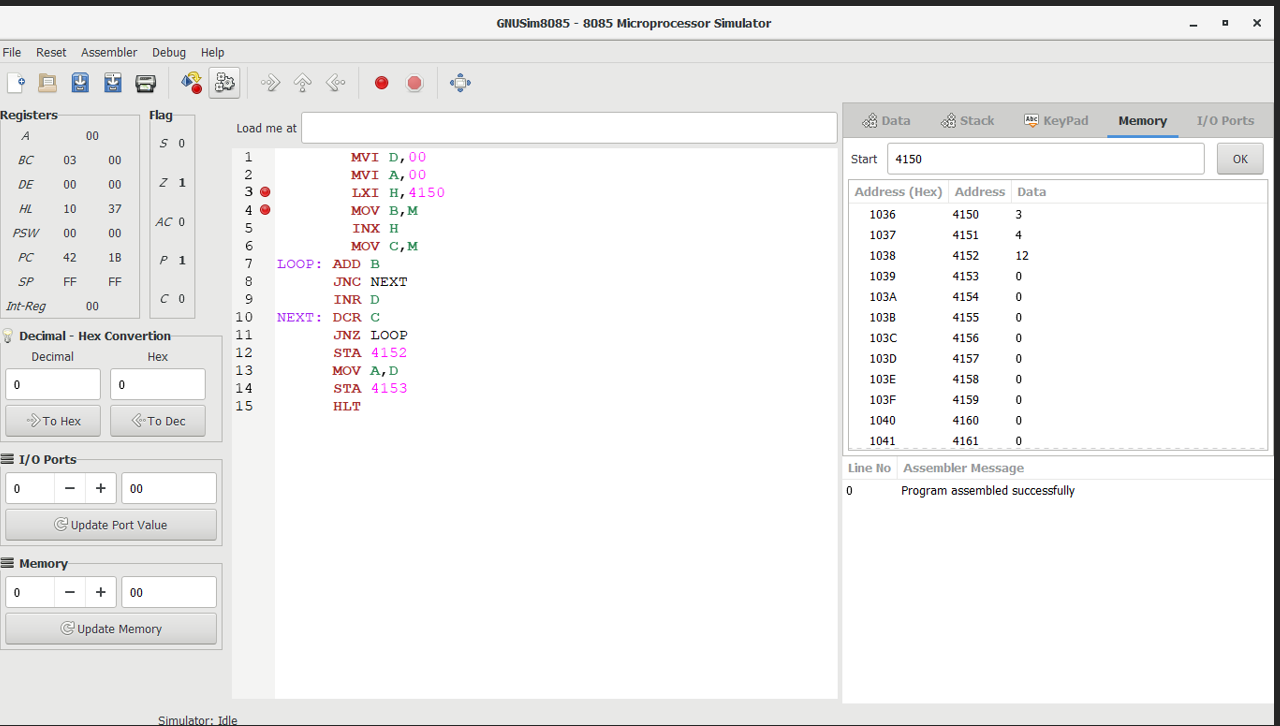 GNUSim8085 - 8085 Microprocessor Simulator
File Reset Assembler Debug Help
Registers
A 00
BC 03 00
DE 00 00
HL 10 37
PSW 00 00
PC 42 1B
SP FF FF
Int-Reg 00
Flag
S 0
Z 1
AC 0
P 1
C 0
Decimal - Hex Convertion
Decimal Hex
0 0
To Hex To Dec
I/O Ports
0 − + 00
Update Port Value
Memory
0 − + 00
Update Memory
Load me at
1 MVI D,00
2 MVI A,00
3 LXI H,4150
4 MOV B,M
5 INX H
6 MOV C,M
7 LOOP: ADD B
8 JNC NEXT
9 INR D
10 NEXT: DCR C
11 JNZ LOOP
12 STA 4152
13 MOV A,D
14 STA 4153
15 HLT
Data Stack Abc KeyPad Memory I/O Ports
Start 4150 OK
Address (Hex) Address Data
1036 4150 3
1037 4151 4
1038 4152 12
1039 4153 0
103A 4154 0
103B 4155 0
103C 4156 0
103D 4157 0
103E 4158 0
103F 4159 0
1040 4160 0
1041 4161 0
Line No Assembler Message
0 Program assembled successfully
Simulator: Idle